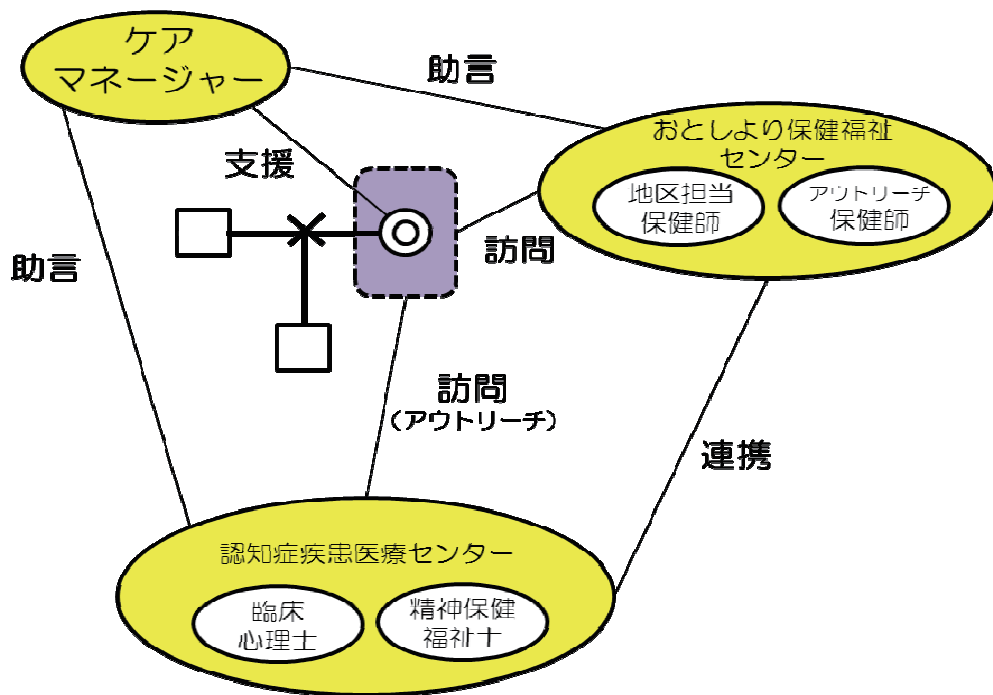 ケア
マネージャー
助言
おとしより保健福祉
センター
地区担当
保健師
アウトリーチ
保健師
支援
訪問
助言
訪問
(アウトリーチ)
連携
認知症疾患医療センター
臨床
心理士
精神保健
福祉士